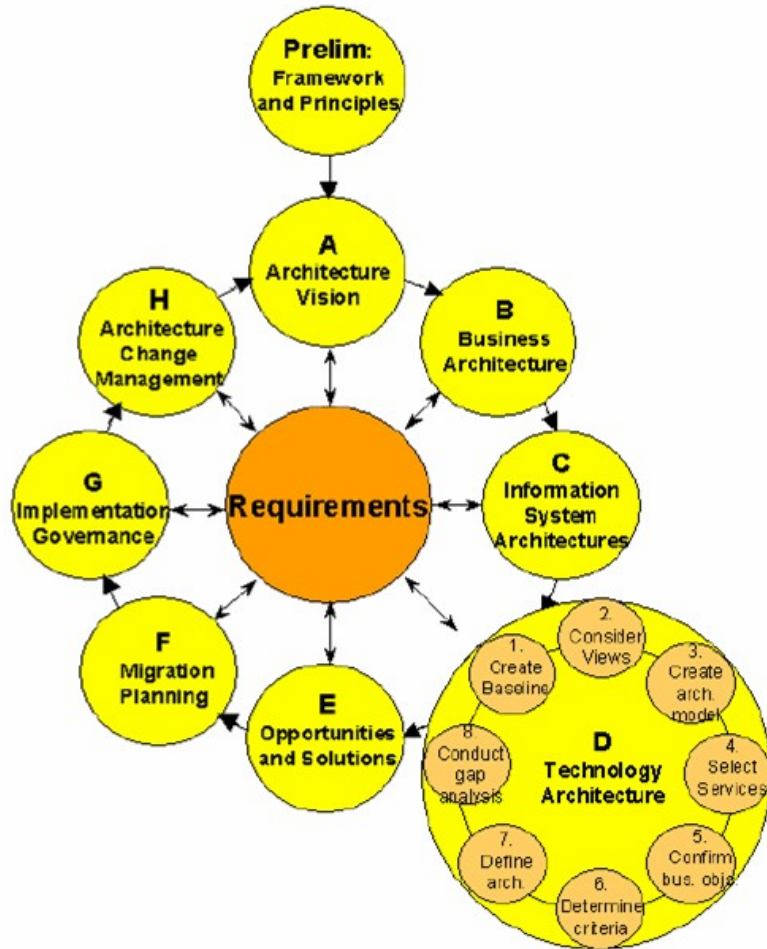 Prelim:
Framework
and Principles
A
Architecture
Vision
B
Business
Architecture
C
Information
System
Architectures
D
Technology
Architecture
1.
Create
Baseline
2.
Consider
Views
3.
Create
arch.
model
4.
Select
Services
5.
Confirm
bus. objs.
6.
Determine
criteria
7.
Define
arch.
8.
Conduct
gap
analysis
E
Opportunities
and Solutions
F
Migration
Planning
G
Implementation
Governance
H
Architecture
Change
Management
Requirements